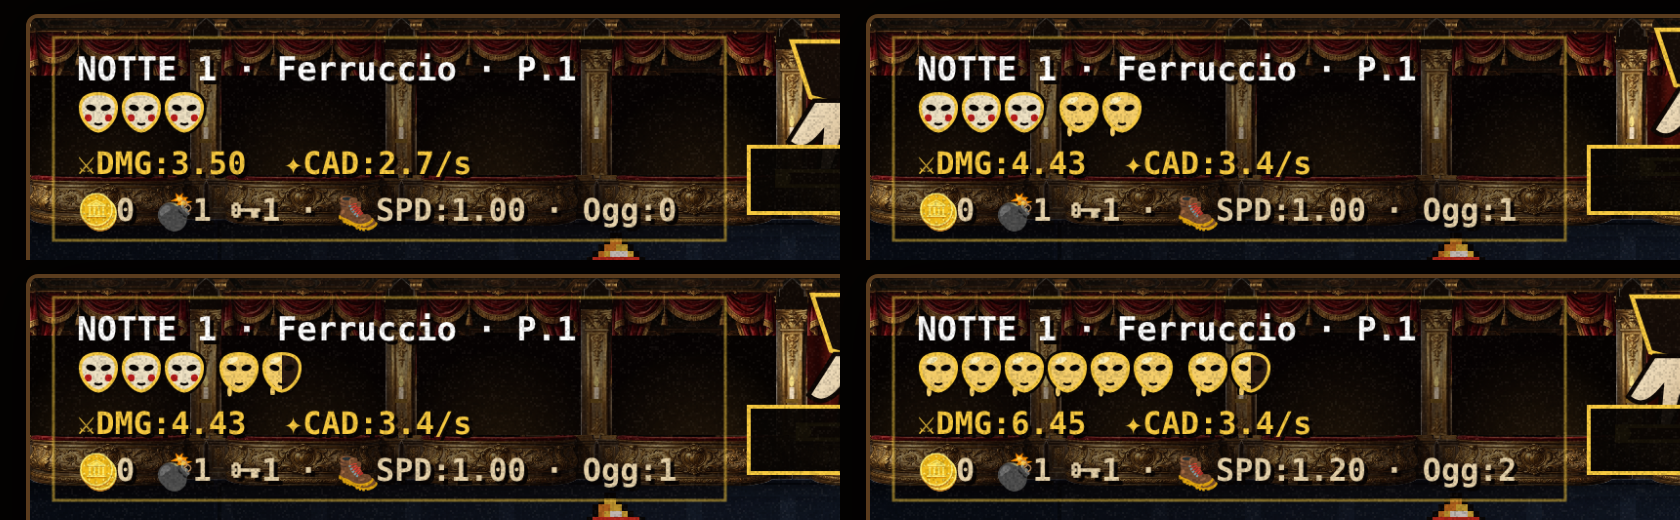 NOTTE 1 · Ferruccio · P.1
⚔DMG:3.50 ✦CAD:2.7/s
0 1 1 · SPD:1.00 · Ogg:0
NOTTE 1 · Ferruccio · P.1
⚔DMG:4.43 ✦CAD:3.4/s
0 1 1 · SPD:1.00 · Ogg:1
NOTTE 1 · Ferruccio · P.1
⚔DMG:4.43 ✦CAD:3.4/s
0 1 1 · SPD:1.00 · Ogg:1
NOTTE 1 · Ferruccio · P.1
⚔DMG:6.45 ✦CAD:3.4/s
0 1 1 · SPD:1.20 · Ogg:2